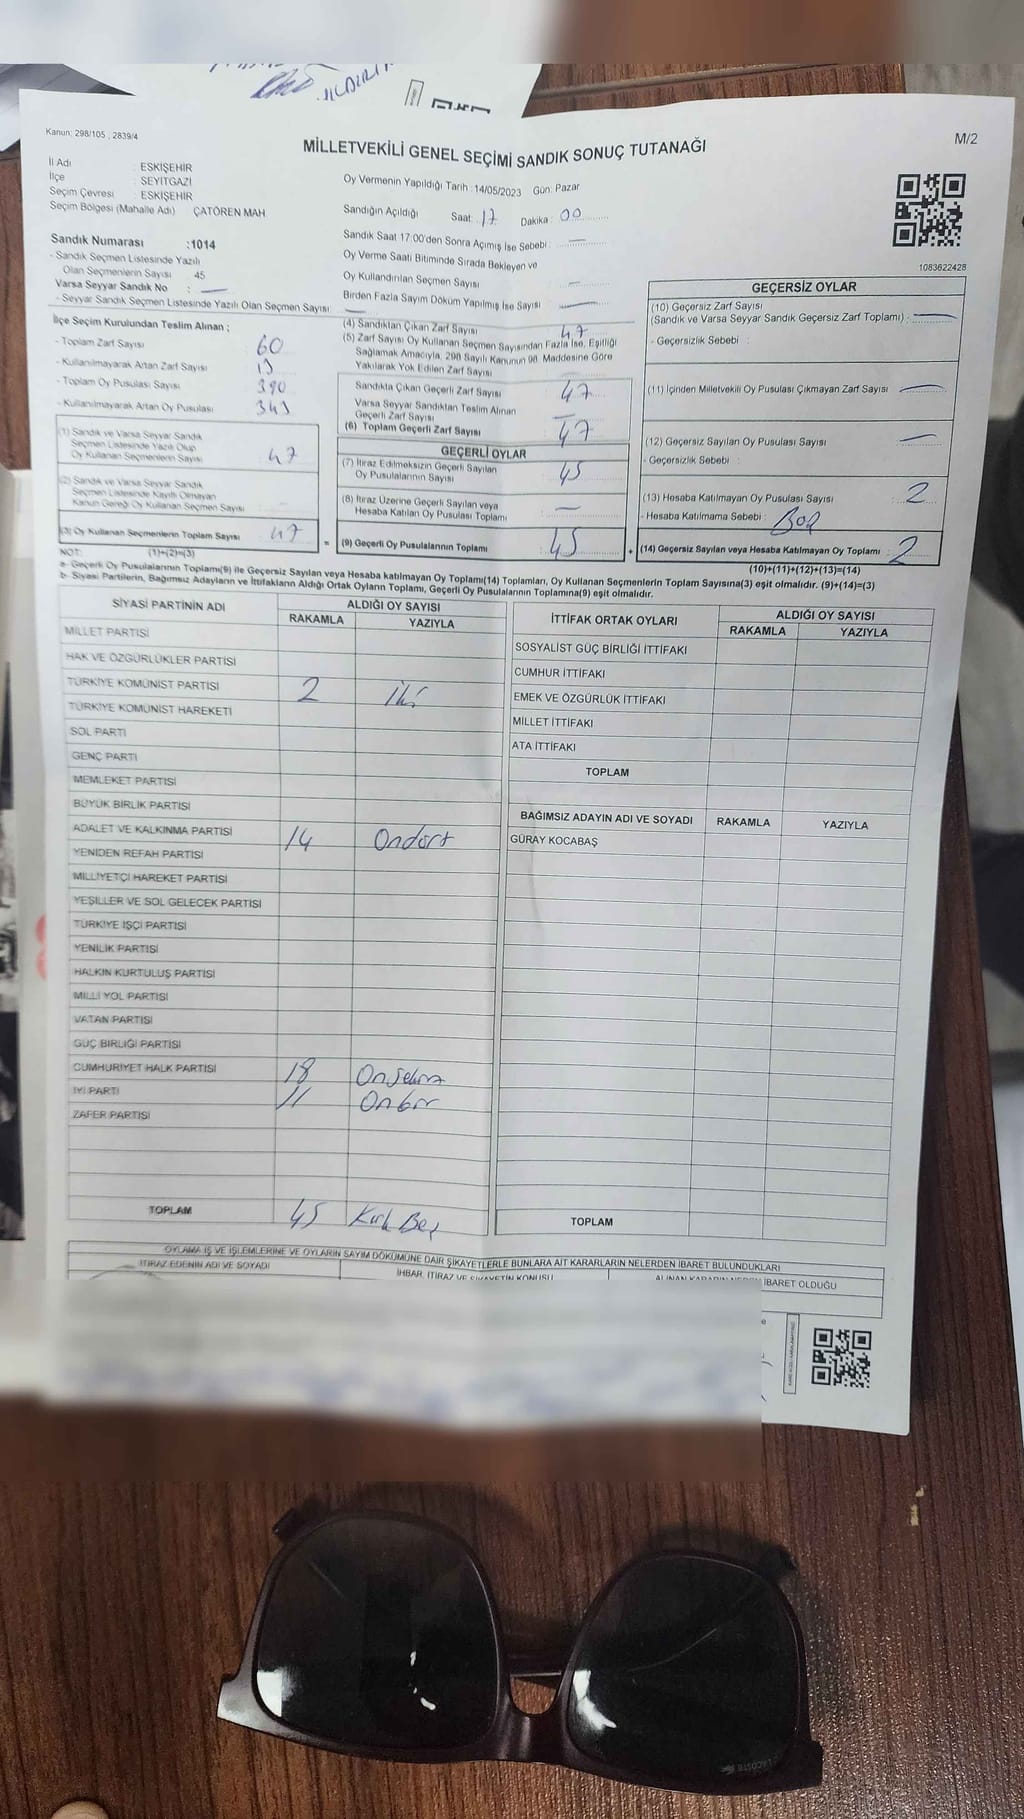 YILDIRIM
Kanun: 298/105 , 2839/4
M/2
MİLLETVEKİLİ GENEL SEÇİMİ SANDIK SONUÇ TUTANAĞI
İl Adı : ESKİŞEHİR
İlçe : SEYİTGAZİ
Seçim Çevresi : ESKİŞEHİR
Seçim Bölgesi (Mahalle Adı) ÇATÖREN MAH.
Sandık Numarası :1014
- Sandık Seçmen Listesinde Yazılı
Olan Seçmenlerin Sayısı 45
Varsa Seyyar Sandık No : —
- Seyyar Sandık Seçmen Listesinde Yazılı Olan Seçmen Sayısı: —
Oy Vermenin Yapıldığı Tarih :14/05/2023 Gün: Pazar
Sandığın Açıldığı Saat: 17 Dakika : 00
Sandık Saat 17:00'den Sonra Açımış İse Sebebi : —
Oy Verme Saati Bitiminde Sırada Bekleyen ve
Oy Kullandırılan Seçmen Sayısı : —
Birden Fazla Sayım Döküm Yapılmış İse Sayısı : —
1083622428
İlçe Seçim Kurulundan Teslim Alınan ;
- Toplam Zarf Sayısı : 60
- Kullanılmayarak Artan Zarf Sayısı : 13
- Toplam Oy Pusulası Sayısı : 390
- Kullanılmayarak Artan Oy Pusulası : 343
(1) Sandık ve Varsa Seyyar Sandık
Seçmen Listesinde Yazılı Olup
Oy Kullanan Seçmenlerin Sayısı : 47
(2) Sandık ve Varsa Seyyar Sandık
Seçmen Listesinde Kayıtlı Olmayan
Kanun Gereği Oy Kullanan Seçmen Sayısı :
(3) Oy Kullanan Seçmenlerin Toplam Sayısı : 47
(4) Sandıktan Çıkan Zarf Sayısı : 47
(5) Zarf Sayısı Oy Kullanan Seçmen Sayısından Fazla İse, Eşitliği
Sağlamak Amacıyla, 298 Sayılı Kanunun 98. Maddesine Göre
Yakılarak Yok Edilen Zarf Sayısı :
Sandıkta Çıkan Geçerli Zarf Sayısı : 47
Varsa Seyyar Sandıktan Teslim Alınan
Geçerli Zarf Sayısı : —
(6) Toplam Geçerli Zarf Sayısı : 47
GEÇERLİ OYLAR
(7) İtiraz Edilmeksizin Geçerli Sayılan
Oy Pusulalarının Sayısı : 45
(8) İtiraz Üzerine Geçerli Sayılan veya
Hesaba Katılan Oy Pusulası Toplamı : —
= (9) Geçerli Oy Pusulalarının Toplamı : 45
GEÇERSİZ OYLAR
(10) Geçersiz Zarf Sayısı
(Sandık ve Varsa Seyyar Sandık Geçersiz Zarf Toplamı) : —
- Geçersizlik Sebebi :
(11) İçinden Milletvekili Oy Pusulası Çıkmayan Zarf Sayısı : —
(12) Geçersiz Sayılan Oy Pusulası Sayısı : —
- Geçersizlik Sebebi :
(13) Hesaba Katılmayan Oy Pusulası Sayısı : 2
- Hesaba Katılmama Sebebi : Boş
+ (14) Geçersiz Sayılan veya Hesaba Katılmayan Oy Toplamı : 2
NOT: (1)+(2)=(3)
(10)+(11)+(12)+(13)=(14)
a- Geçerli Oy Pusulalarının Toplamı(9) ile Geçersiz Sayılan veya Hesaba katılmayan Oy Toplamı(14) Toplamları, Oy Kullanan Seçmenlerin Toplam Sayısına(3) eşit olmalıdır. (9)+(14)=(3)
b- Siyasi Partilerin, Bağımsız Adayların ve İttifakların Aldığı Ortak Oyların Toplamı, Geçerli Oy Pusulalarının Toplamına(9) eşit olmalıdır.
SİYASİ PARTİNİN ADI ALDIĞI OY SAYISI
RAKAMLA YAZIYLA
MİLLET PARTİSİ
HAK VE ÖZGÜRLÜKLER PARTİSİ
TÜRKİYE KOMÜNİST PARTİSİ 2 İki
TÜRKİYE KOMÜNİST HAREKETİ
SOL PARTİ
GENÇ PARTİ
MEMLEKET PARTİSİ
BÜYÜK BİRLİK PARTİSİ
ADALET VE KALKINMA PARTİSİ 14 Ondört
YENİDEN REFAH PARTİSİ
MİLLİYETÇİ HAREKET PARTİSİ
YEŞİLLER VE SOL GELECEK PARTİSİ
TÜRKİYE İŞÇİ PARTİSİ
YENİLİK PARTİSİ
HALKIN KURTULUŞ PARTİSİ
MİLLİ YOL PARTİSİ
VATAN PARTİSİ
GÜÇ BİRLİĞİ PARTİSİ
CUMHURİYET HALK PARTİSİ 18 Onsekiz
İYİ PARTİ 11 Onbir
ZAFER PARTİSİ
TOPLAM 45 Kırk Beş
İTTİFAK ORTAK OYLARI ALDIĞI OY SAYISI
RAKAMLA YAZIYLA
SOSYALİST GÜÇ BİRLİĞİ İTTİFAKI
CUMHUR İTTİFAKI
EMEK VE ÖZGÜRLÜK İTTİFAKI
MİLLET İTTİFAKI
ATA İTTİFAKI
TOPLAM
BAĞIMSIZ ADAYIN ADI VE SOYADI RAKAMLA YAZIYLA
GÜRAY KOCABAŞ
TOPLAM
OYLAMA İŞ VE İŞLEMLERİNE VE OYLARIN SAYIM DÖKÜMÜNE DAİR ŞİKAYETLERLE BUNLARA AİT KARARLARIN NELERDEN İBARET BULUNDUKLARI
İTİRAZ EDENİN ADI VE SOYADI İHBAR, İTİRAZ VE ŞİKAYETİN KONUSU ALINAN KARARIN NEDEN İBARET OLDUĞU
LACOSTE